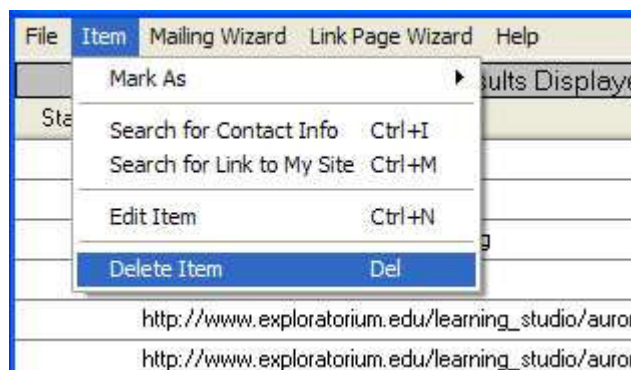 File Item Mailing Wizard Link Page Wizard Help
Mark As
Search for Contact Info Ctrl+I
Search for Link to My Site Ctrl+M
Edit Item Ctrl+N
Delete Item Del
http://www.exploratorium.edu/learning_studio/auror
http://www.exploratorium.edu/learning_studio/auror